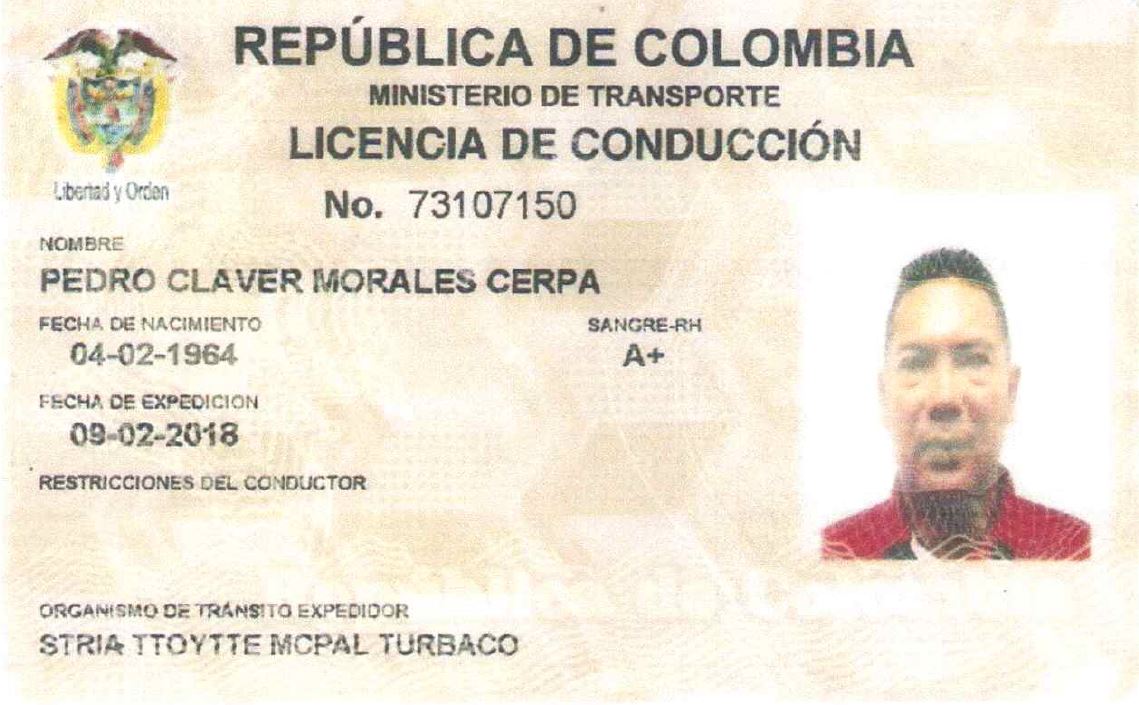 REPÚBLICA DE COLOMBIA
MINISTERIO DE TRANSPORTE
LICENCIA DE CONDUCCIÓN
Libertad y Orden
No. 73107150
NOMBRE
PEDRO CLAVER MORALES CERPA
FECHA DE NACIMIENTO
04-02-1964
SANGRE-RH
A+
FECHA DE EXPEDICION
09-02-2018
RESTRICCIONES DEL CONDUCTOR
ORGANISMO DE TRÁNSITO EXPEDIDOR
STRIA TTOYTTE MCPAL TURBACO